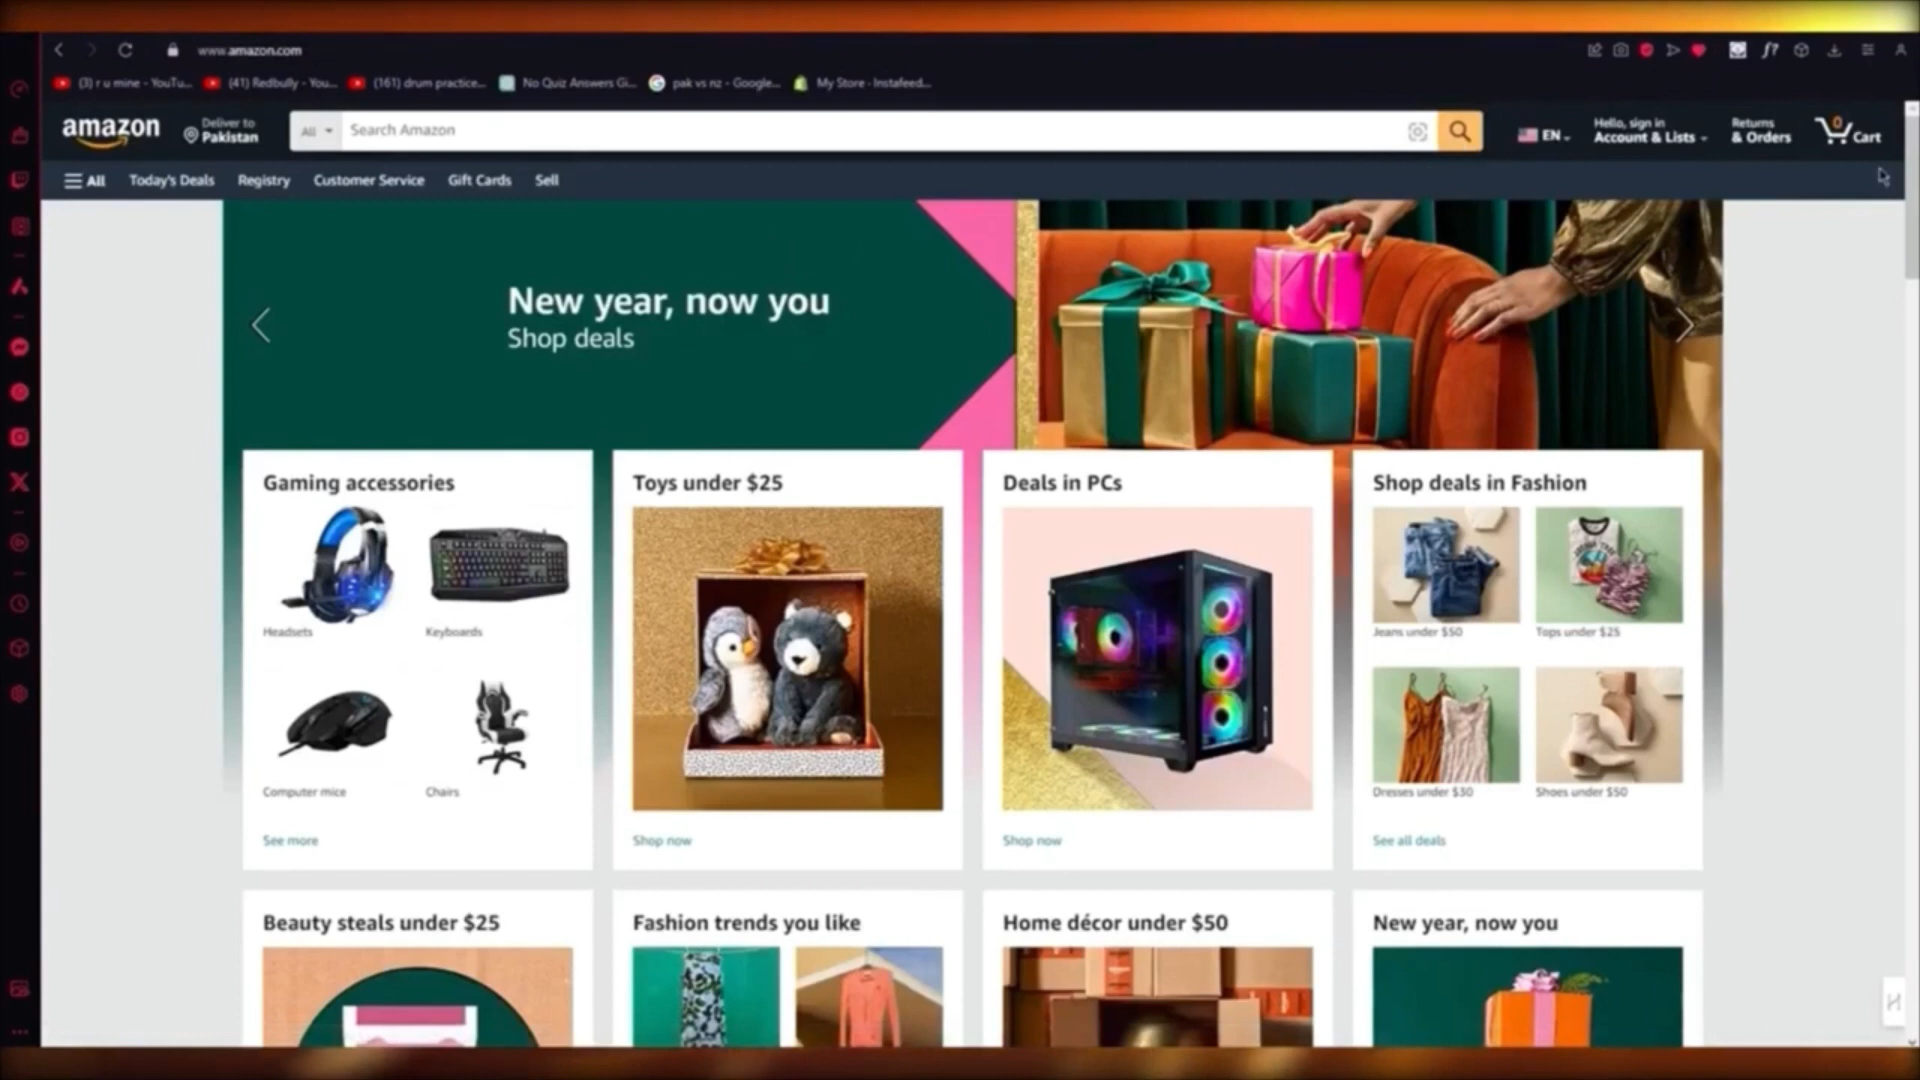 www.amazon.com
(3) r u mine - YouTu...
(41) Redbully - You...
(161) drum practice...
No Quiz Answers Gi...
pak vs nz - Google...
My Store · Instafeed...
amazon
Deliver to
Pakistan
All
Search Amazon
EN
Hello, sign in
Account & Lists
Returns
& Orders
0
Cart
All
Today's Deals
Registry
Customer Service
Gift Cards
Sell
New year, now you
Shop deals
Gaming accessories
Headsets
Keyboards
Computer mice
Chairs
See more
Toys under $25
Shop now
Deals in PCs
Shop now
Shop deals in Fashion
Jeans under $50
Tops under $25
Dresses under $30
Shoes under $50
See all deals
Beauty steals under $25
Fashion trends you like
Home décor under $50
New year, now you